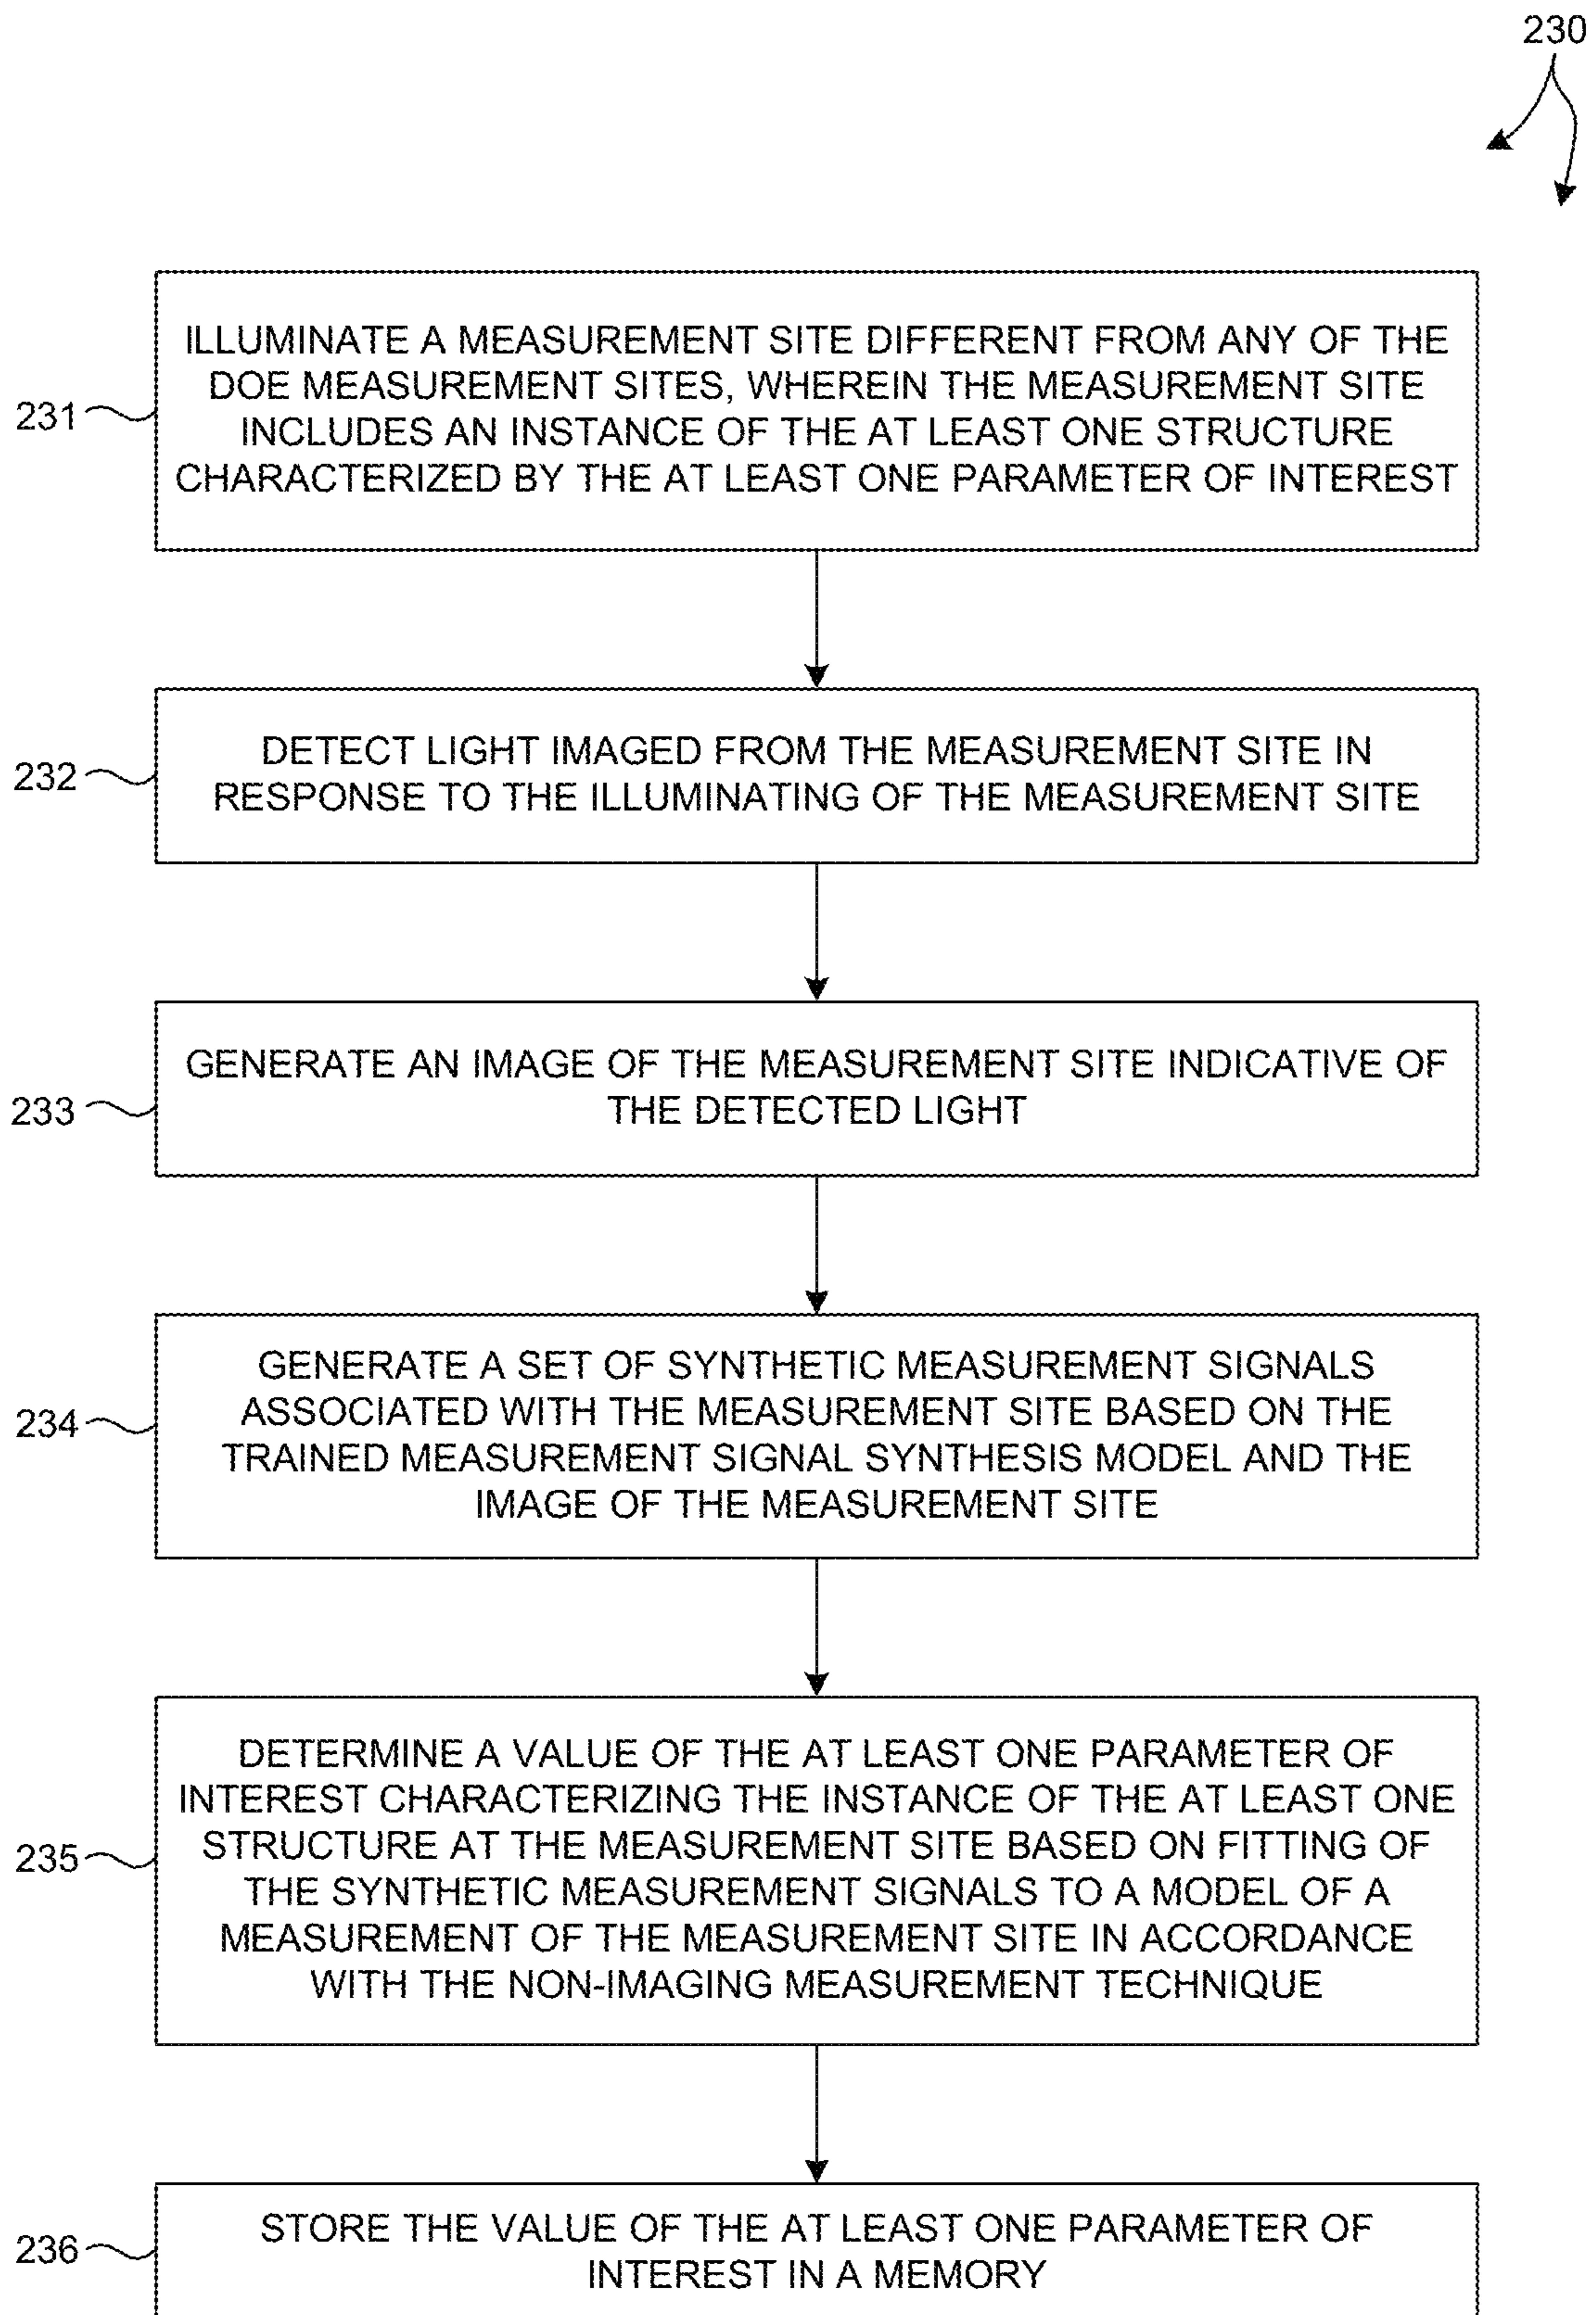 230
231
ILLUMINATE A MEASUREMENT SITE DIFFERENT FROM ANY OF THE
DOE MEASUREMENT SITES, WHEREIN THE MEASUREMENT SITE
INCLUDES AN INSTANCE OF THE AT LEAST ONE STRUCTURE
CHARACTERIZED BY THE AT LEAST ONE PARAMETER OF INTEREST
232
DETECT LIGHT IMAGED FROM THE MEASUREMENT SITE IN
RESPONSE TO THE ILLUMINATING OF THE MEASUREMENT SITE
233
GENERATE AN IMAGE OF THE MEASUREMENT SITE INDICATIVE OF
THE DETECTED LIGHT
234
GENERATE A SET OF SYNTHETIC MEASUREMENT SIGNALS
ASSOCIATED WITH THE MEASUREMENT SITE BASED ON THE
TRAINED MEASUREMENT SIGNAL SYNTHESIS MODEL AND THE
IMAGE OF THE MEASUREMENT SITE
235
DETERMINE A VALUE OF THE AT LEAST ONE PARAMETER OF
INTEREST CHARACTERIZING THE INSTANCE OF THE AT LEAST ONE
STRUCTURE AT THE MEASUREMENT SITE BASED ON FITTING OF
THE SYNTHETIC MEASUREMENT SIGNALS TO A MODEL OF A
MEASUREMENT OF THE MEASUREMENT SITE IN ACCORDANCE
WITH THE NON-IMAGING MEASUREMENT TECHNIQUE
236
STORE THE VALUE OF THE AT LEAST ONE PARAMETER OF
INTEREST IN A MEMORY